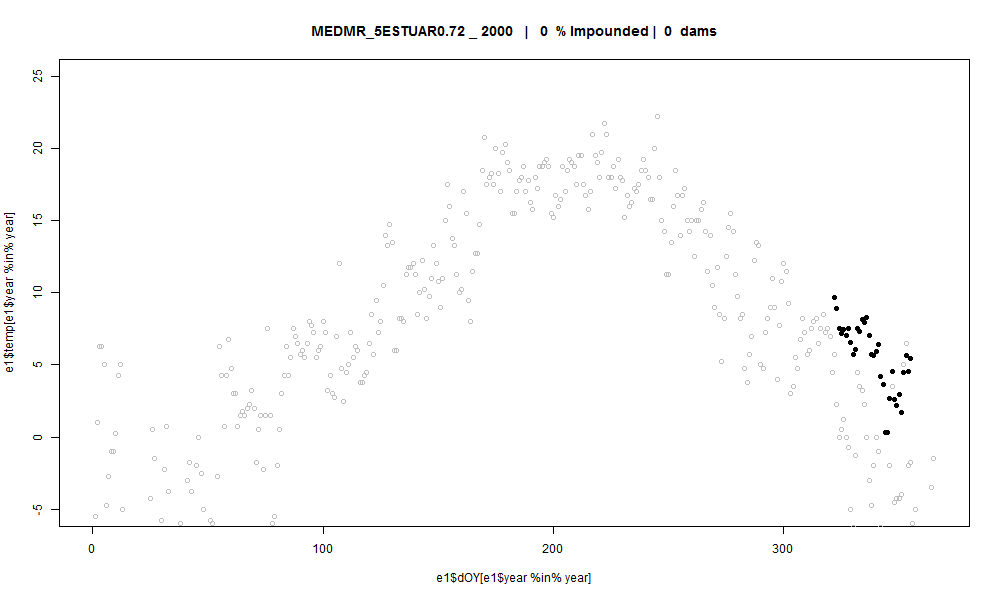 MEDMR_5ESTUAR0.72 _ 2000 | 0 % Impounded | 0 dams
e1$temp[e1$year %in% year]
25
20
15
10
5
0
-5
0 100 200 300
e1$dOY[e1$year %in% year]